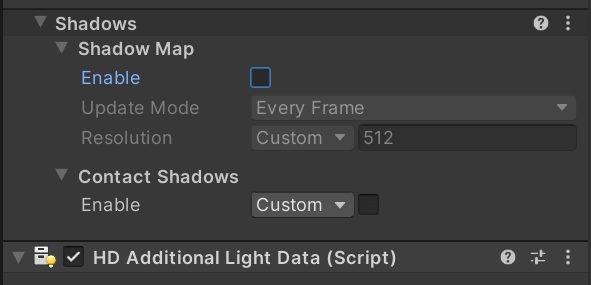 Shadows
Shadow Map
Enable
Update Mode Every Frame
Resolution Custom 512
Contact Shadows
Enable Custom
HD Additional Light Data (Script)